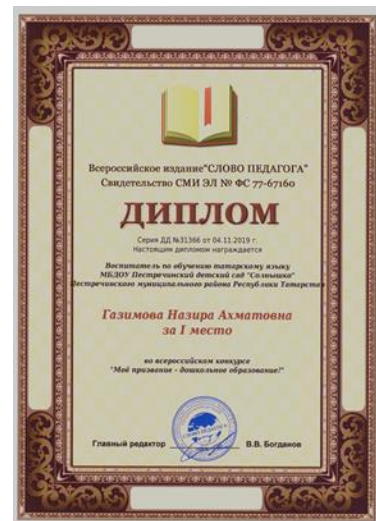 Всероссийское издание"СЛОВО ПЕДАГОГА"
Свидетельство СМИ ЭЛ № ФС 77-67160
ДИПЛОМ
Серия ДД №31366 от 04.11.2019 г.
Настоящим дипломом награждается
Воспитатель по обучению татарскому языку
МБДОУ Пестречинский детский сад "Солнышко"
Пестречинского муниципального района Республики Татарстан
Газимова Назира Ахматовна
за I место
во всероссийском конкурсе
"Моё призвание - дошкольное образование!"
СЛОВО ПЕДАГОГА
Главный редактор В.В. Богданов